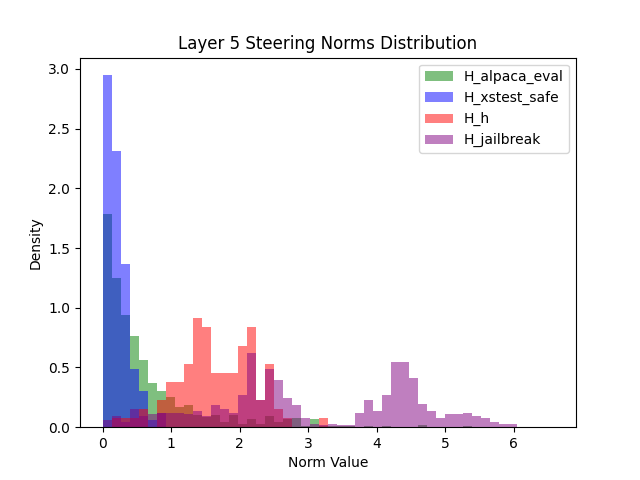 Layer 5 Steering Norms Distribution
H_alpaca_eval
H_xstest_safe
H_h
H_jailbreak
3.0
2.5
2.0
1.5
1.0
0.5
0.0
Density
0 1 2 3 4 5 6
Norm Value